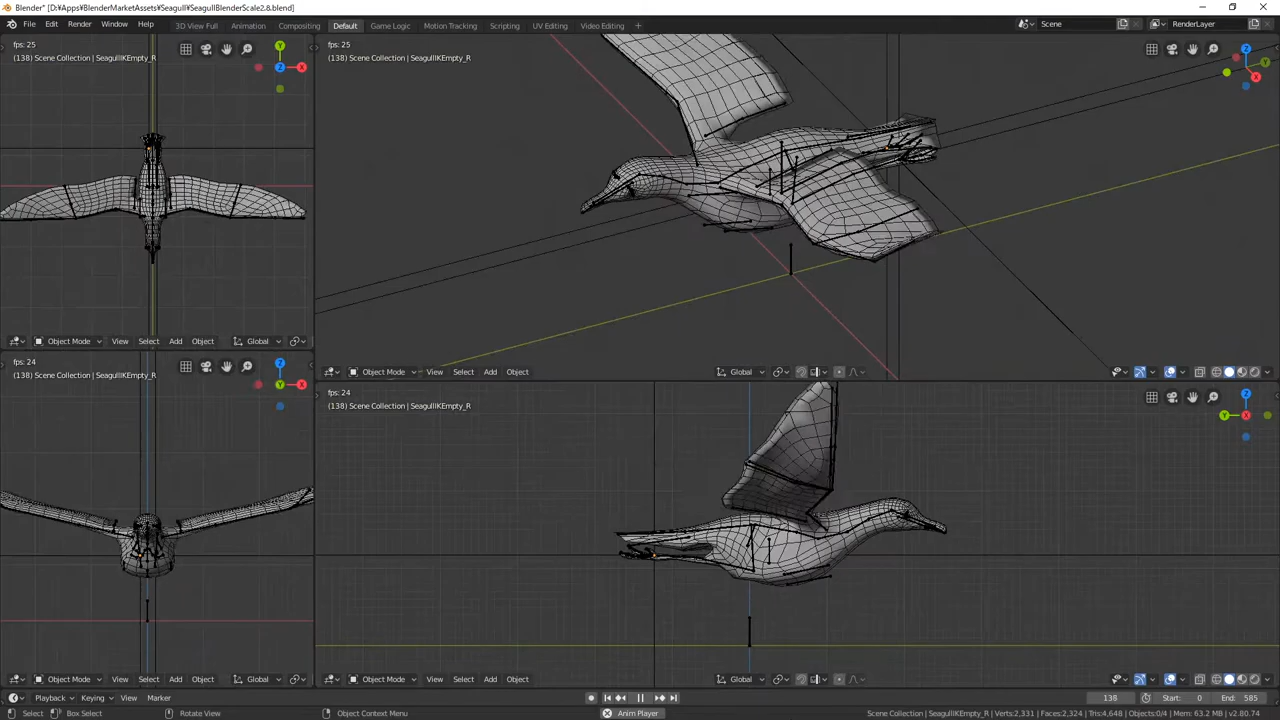 Blender* [D:¥Apps¥BlenderMarketAssets¥Seagull¥SeagullBlenderScale2.8.blend]
File Edit Render Window Help 3D View Full Animation Compositing Default Game Logic Motion Tracking Scripting UV Editing Video Editing + Scene RenderLayer
fps: 25
(138) Scene Collection | SeagullIKEmpty_R
Y
Z
X
Object Mode View Select Add Object Global
fps: 24
(138) Scene Collection | SeagullIKEmpty_R
Z
Y
X
Object Mode View Select Add Object Global
fps: 25
(138) Scene Collection | SeagullIKEmpty_R
Z
Y
X
Object Mode View Select Add Object Global
fps: 24
(138) Scene Collection | SeagullIKEmpty_R
Z
Y
X
Object Mode View Select Add Object Global
Playback Keying View Marker 138 Start: 0 End: 585
Select Box Select Rotate View Object Context Menu Anim Player Scene Collection | SeagullIKEmpty_R | Verts:2,331 | Faces:2,324 | Tris:4,648 | Objects:0/4 | Mem: 63.2 MB | v2.80.74